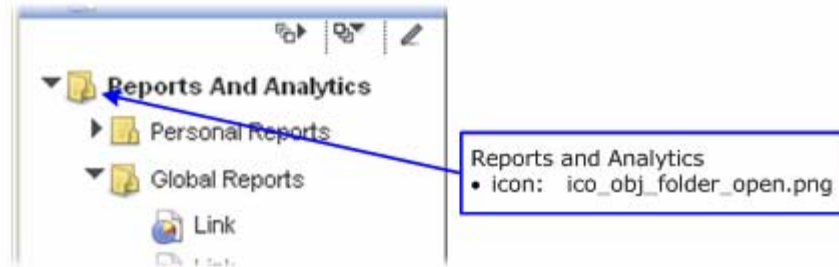 Reports And Analytics
Personal Reports
Global Reports
Link
Reports and Analytics
• icon: ico_obj_folder_open.png